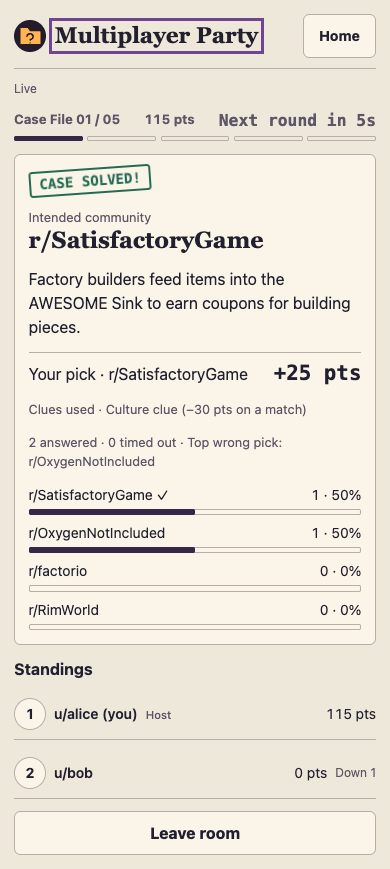 Multiplayer Party
Home
Live
Case File 01 / 05
115 pts
Next round in 5s
CASE SOLVED!
Intended community
r/SatisfactoryGame
Factory builders feed items into the
AWESOME Sink to earn coupons for building
pieces.
Your pick · r/SatisfactoryGame
+25 pts
Clues used · Culture clue (−30 pts on a match)
2 answered · 0 timed out · Top wrong pick:
r/OxygenNotIncluded
r/SatisfactoryGame ✓
1 · 50%
r/OxygenNotIncluded
1 · 50%
r/factorio
0 · 0%
r/RimWorld
0 · 0%
Standings
1 u/alice (you) Host
115 pts
2 u/bob
0 pts Down 1
Leave room